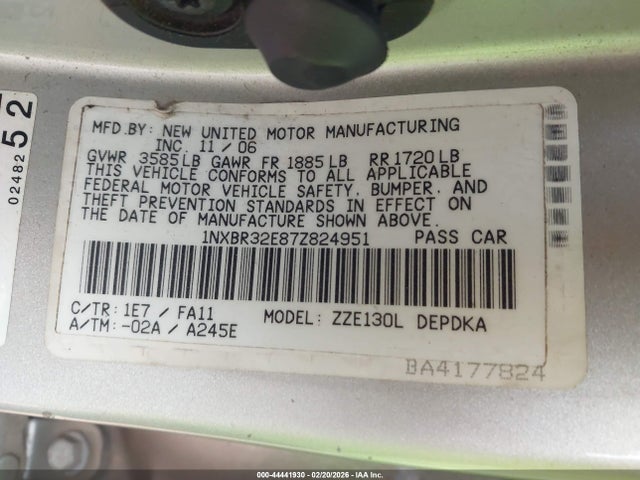 MFD.BY: NEW UNITED MOTOR MANUFACTURING
INC. 11/06
GVWR 3585LB GAWR FR 1885LB RR 1720LB
THIS VEHICLE CONFORMS TO ALL APPLICABLE
FEDERAL MOTOR VEHICLE SAFETY, BUMPER, AND
THEFT PREVENTION STANDARDS IN EFFECT ON
THE DATE OF MANUFACTURE SHOWN ABOVE.
1NXBR32E87Z824951 PASS CAR
C/TR: 1E7 / FA11
A/TM: -02A / A245E
MODEL: ZZE130L DEPDKA
BA4177824
52
02482
000-44441930 - 02/20/2026 - IAA Inc.